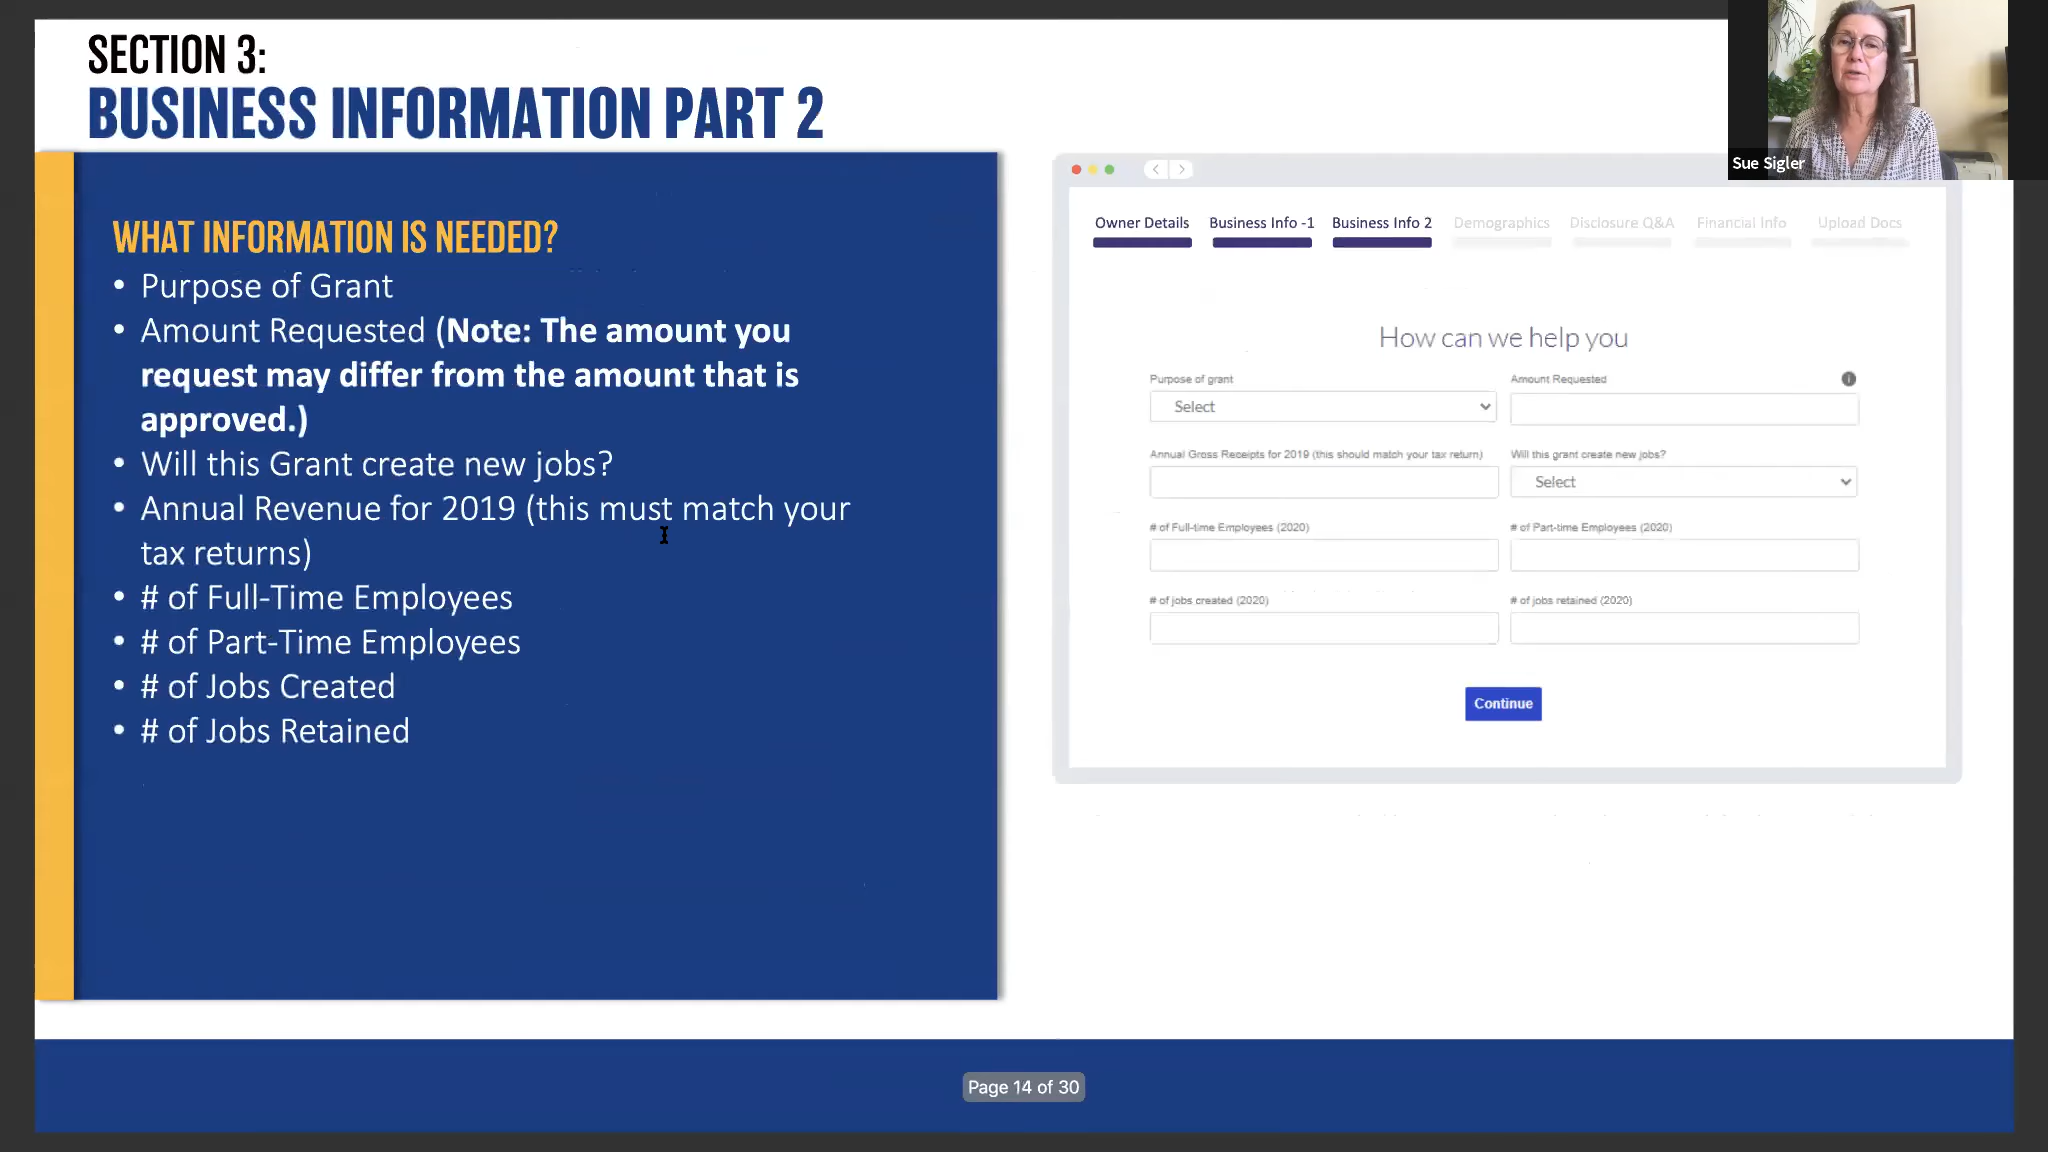 SECTION 3:
BUSINESS INFORMATION PART 2
WHAT INFORMATION IS NEEDED?
• Purpose of Grant
• Amount Requested (Note: The amount you
request may differ from the amount that is
approved.)
• Will this Grant create new jobs?
• Annual Revenue for 2019 (this must match your
tax returns)
• # of Full-Time Employees
• # of Part-Time Employees
• # of Jobs Created
• # of Jobs Retained
Sue Sigler
Owner Details Business Info -1 Business Info 2 Demographics Disclosure Q&A Financial Info Upload Docs
How can we help you
Purpose of grant Amount Requested
Select
Annual Gross Receipts for 2019 (this should match your tax return) Will this grant create new jobs?
Select
# of Full-time Employees (2020) # of Part-time Employees (2020)
# of jobs created (2020) # of jobs retained (2020)
Continue
Page 14 of 30